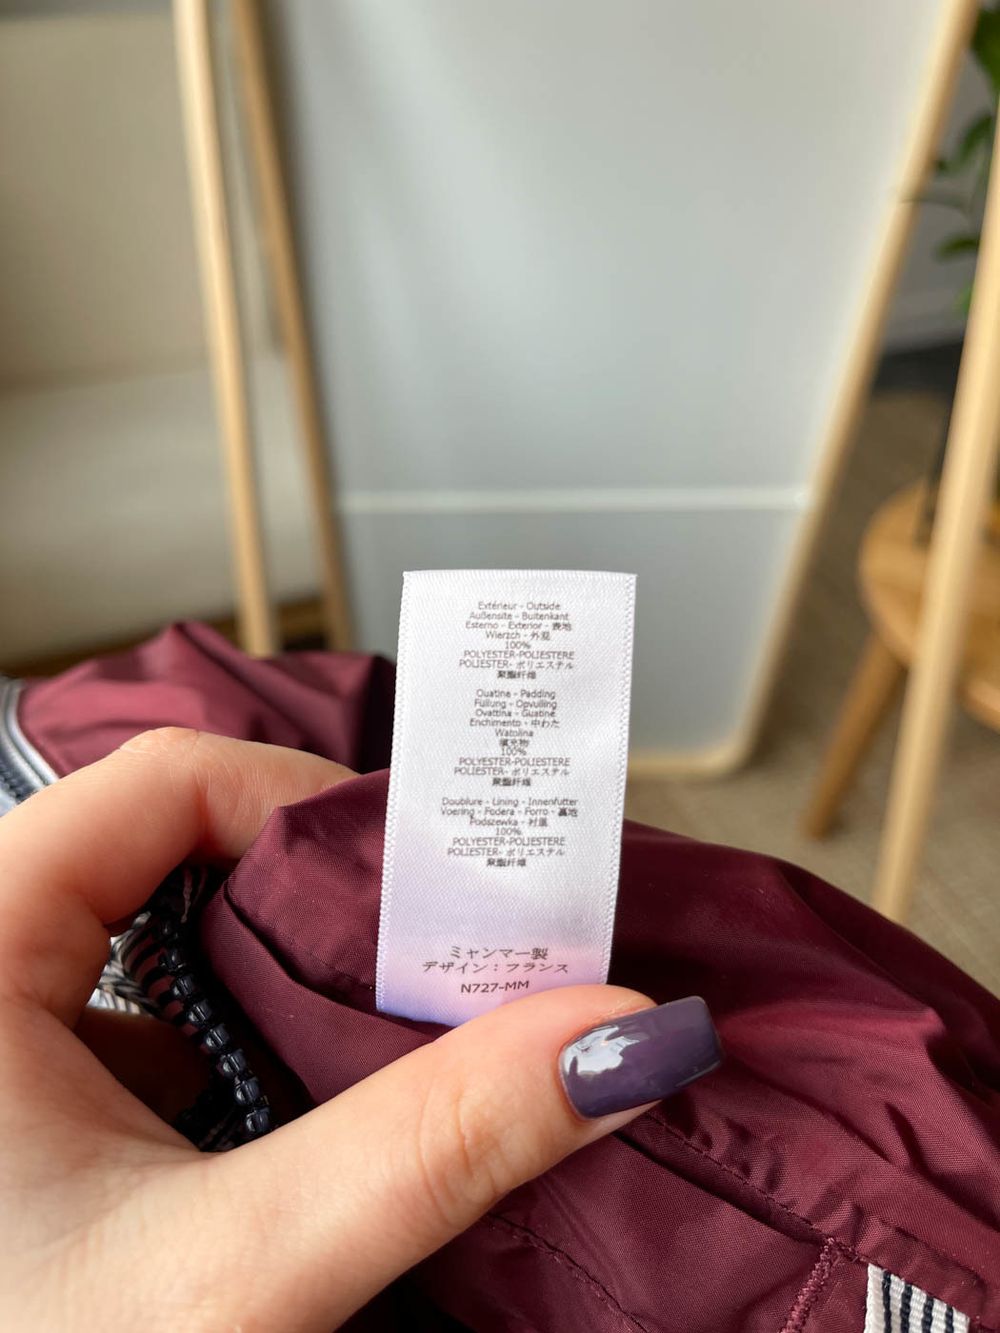 Extérieur - Outside
Außenseite - Buitenkant
Esterno - Exterior - 表地
Wierzch - 外混
100%
POLYESTER-POLIESTERE
POLIESTER- ポリエステル
聚酯纤维
Ouatine - Padding
Füllung - Opvulling
Ovattina - Guatine
Enchimento - 中わた
Watolina
填充物
100%
POLYESTER-POLIESTERE
POLIESTER- ポリエステル
聚酯纤维
Doublure - Lining - Innenfutter
Voering - Fodera - Forro - 裏地
Podszewka - 衬里
100%
POLYESTER-POLIESTERE
POLIESTER- ポリエステル
聚酯纤维
ミャンマー製
デザイン：フランス
N727-MM